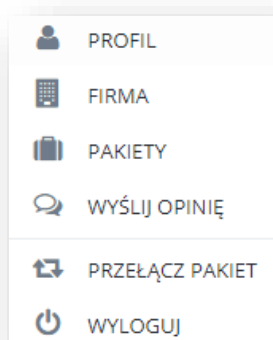 PROFIL
FIRMA
PAKIETY
WYŚLIJ OPINIĘ
PRZEŁĄCZ PAKIET
WYLOGUJ